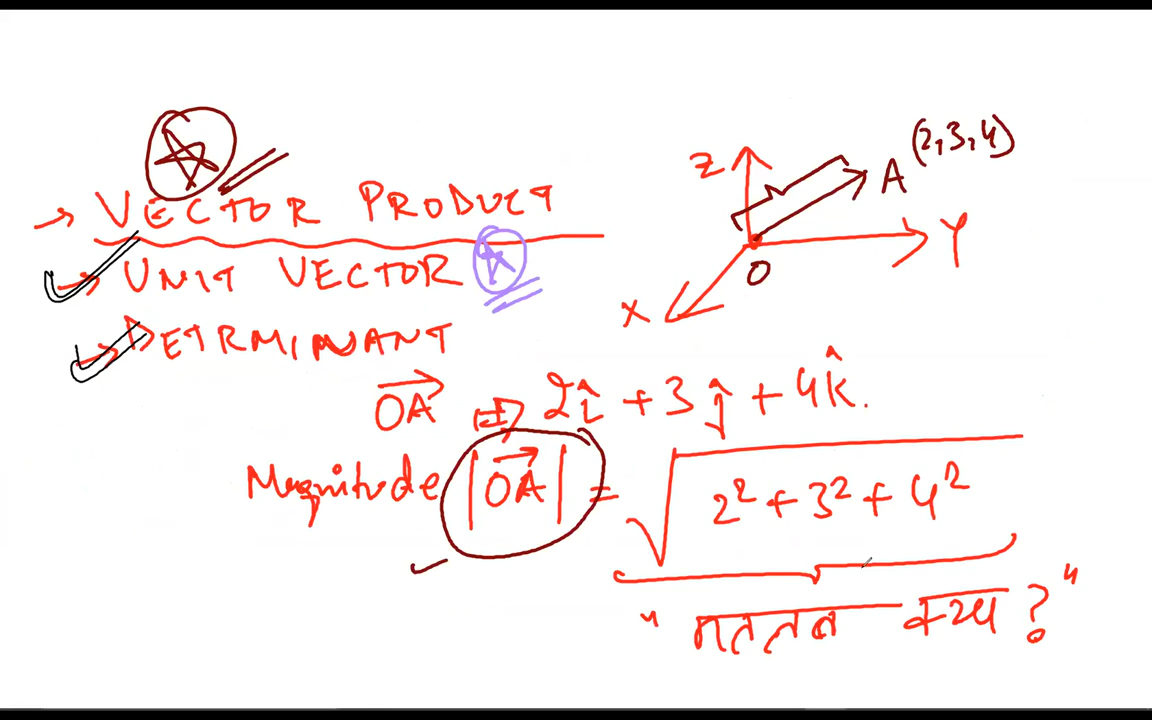 → VECTOR PRODUCT
→ UNIT VECTOR
→ DETRMINANT
Z
A (2,3,4)
Y
O
X
OA ⇒ 2î + 3ĵ + 4k̂.
Magnitude |OA| = √2² + 3² + 4²
"मतलब क्या ?"